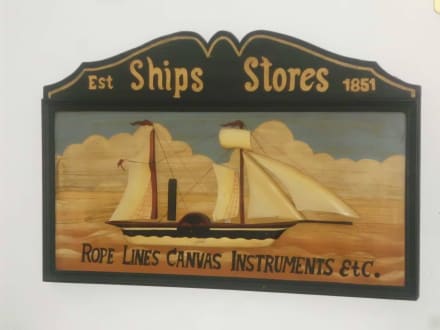 Est Ships Stores 1851
ROPE LINES CANVAS INSTRUMENTS EtC.